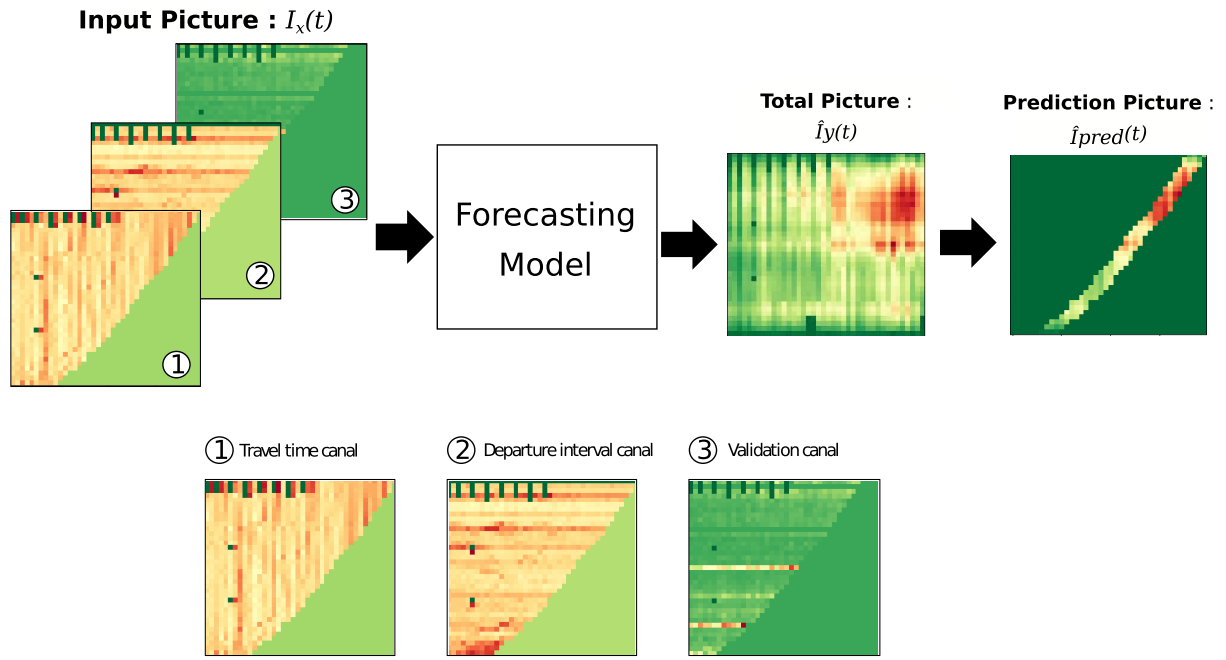 Input Picture : Iₓ(t)
3
2
1
Forecasting
Model
Total Picture :
Îy(t)
Prediction Picture :
Îpred(t)
1 Travel time canal
2 Departure interval canal
3 Validation canal